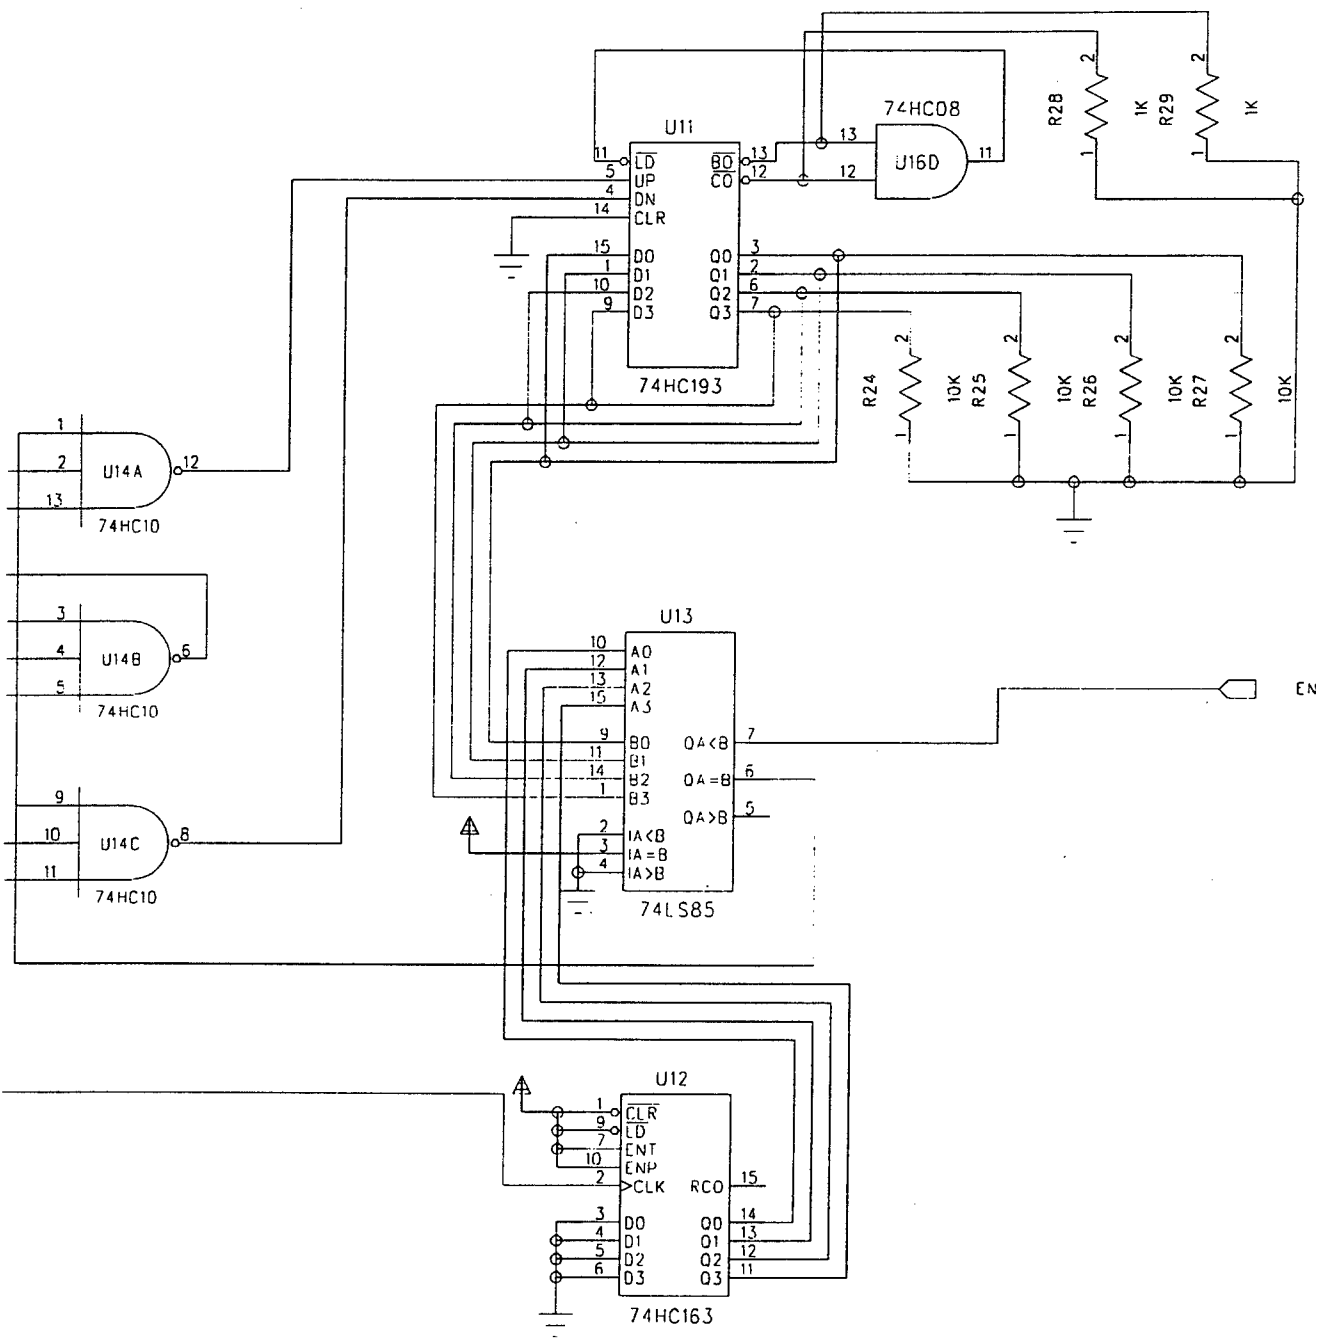 2
2
R28
1K
R29
1K
1
1
74HC08
13
12
U16D
11
U11
11 LD BO 13
5 UP CO 12
4 DN
14 CLR
15 D0 Q0 3
1 D1 Q1 2
10 D2 Q2 6
9 D3 Q3 7
74HC193
2
2
2
2
R24
10K
R25
10K
R26
10K
R27
10K
1
1
1
1
1
2
13
U14A
12
74HC10
3
4
5
U14B
6
74HC10
9
10
11
U14C
8
74HC10
U13
10 A0
12 A1
13 A2
15 A3
9 B0 QA<B 7
11 B1
14 B2 QA=B 6
1 B3
QA>B 5
2 IA<B
3 IA=B
4 IA>B
74LS85
EN
U12
1 CLR
9 LD
7 ENT
10 ENP
2 CLK RCO 15
3 D0 Q0 14
4 D1 Q1 13
5 D2 Q2 12
6 D3 Q3 11
74HC163